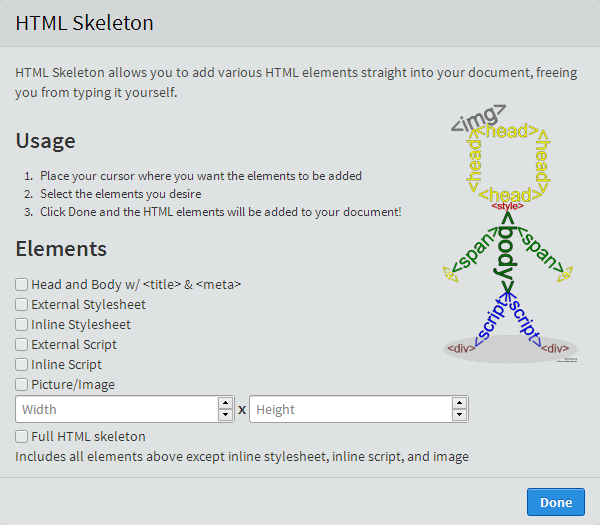 HTML Skeleton
HTML Skeleton allows you to add various HTML elements straight into your document, freeing
you from typing it yourself.
Usage
1. Place your cursor where you want the elements to be added
2. Select the elements you desire
3. Click Done and the HTML elements will be added to your document!
<img>
<head>
<head>
<head>
<head>
<style>
<body>
<span>
<span>
<script>
<script>
<div>
<div>
Elements
Head and Body w/ <title> & <meta>
External Stylesheet
Inline Stylesheet
External Script
Inline Script
Picture/Image
Width x Height
Full HTML skeleton
Includes all elements above except inline stylesheet, inline script, and image
Done